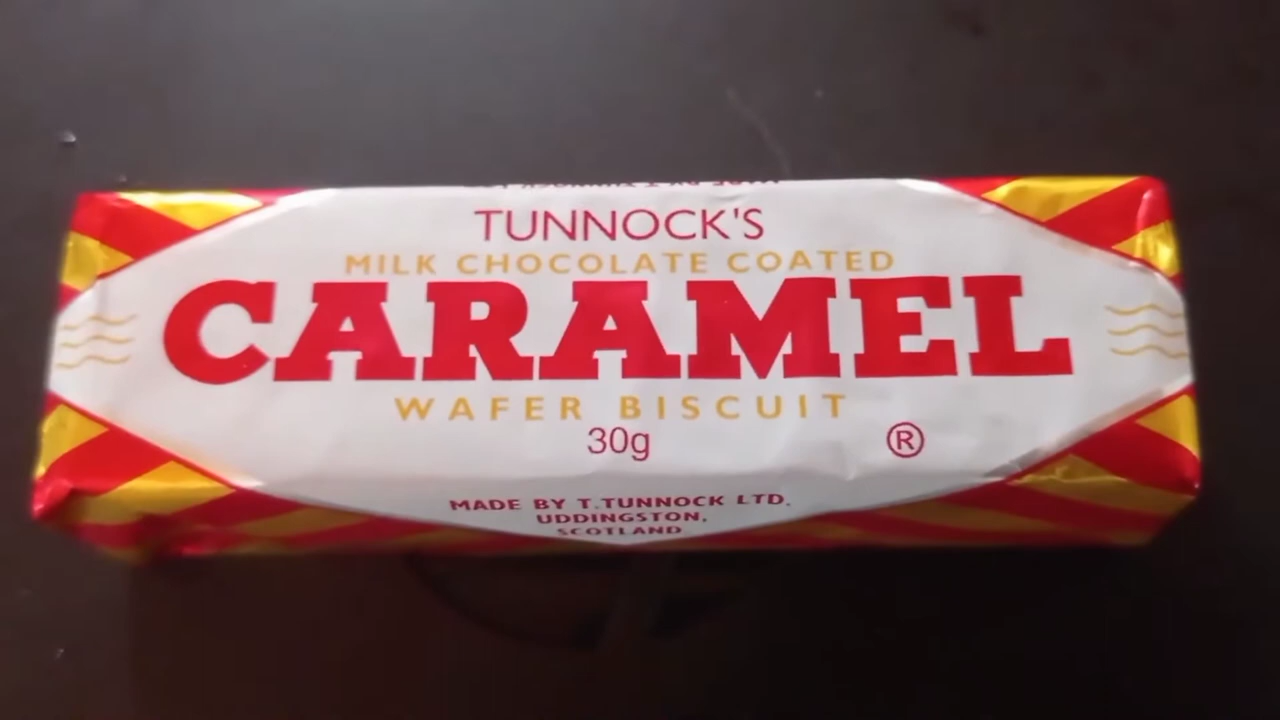 TUNNOCK'S
MILK CHOCOLATE COATED
CARAMEL
WAFER BISCUIT
30g
®
MADE BY T.TUNNOCK LTD.
UDDINGSTON,
SCOTLAND